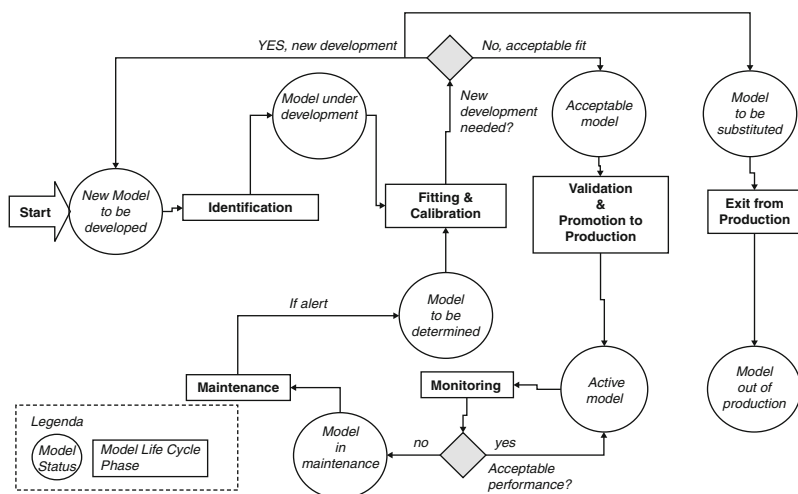 YES, new development
No, acceptable fit
Model under
development
New
development
needed?
Acceptable
model
Model
to be
substituted
Start
New Model
to be
developed
Identification
Fitting &
Calibration
Validation
&
Promotion to
Production
Exit from
Production
If alert
Model
to be
determined
Maintenance
Monitoring
Active
model
Model
out of
production
Model
in
maintenance
no
yes
Acceptable
performance?
Legenda
Model
Status
Model Life Cycle
Phase